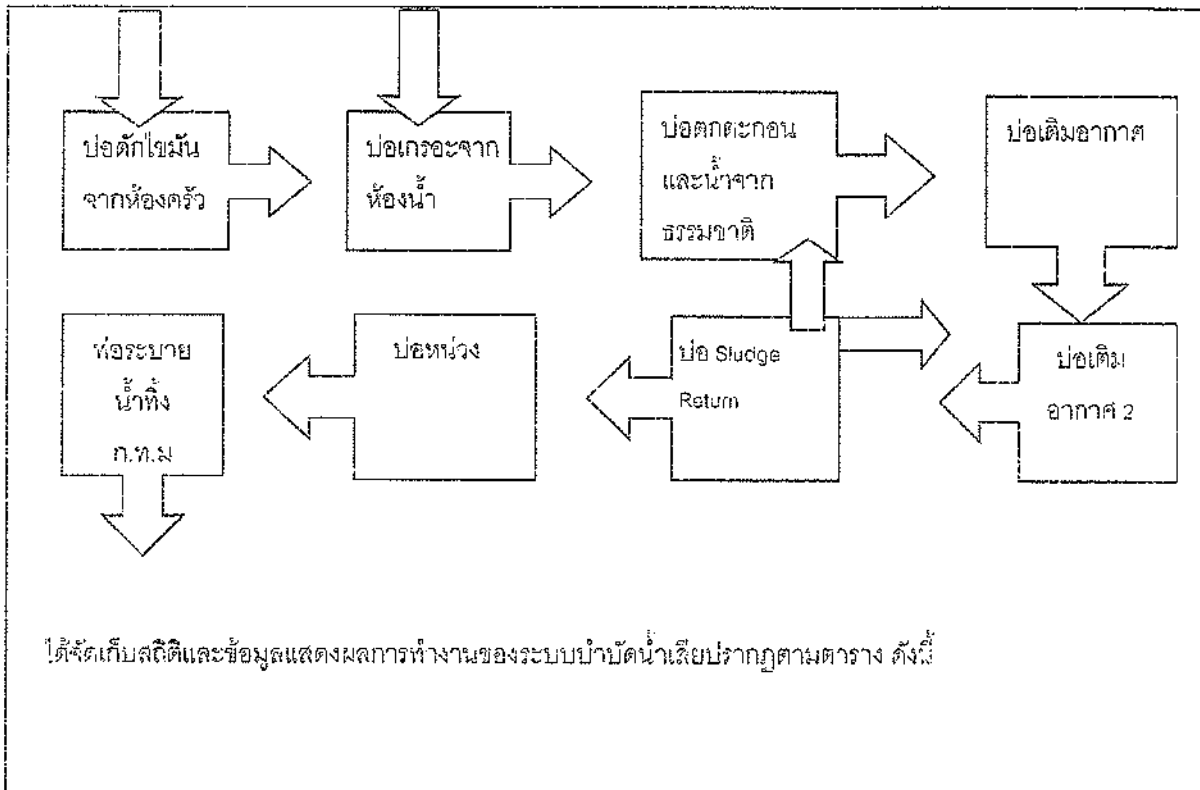 บ่อดักไขมัน
จากห้องครัว
บ่อเกรอะจาก
ห้องน้ำ
บ่อตกตะกอน
และน้ำจาก
ธรรมชาติ
บ่อเติมอากาศ
ท่อระบาย
น้ำทิ้ง
ก.ท.ม
บ่อหน่วง
บ่อ Sludge
Return
บ่อเติม
อากาศ 2
ได้จัดเก็บสถิติและข้อมูลแสดงผลการทำงานของระบบบำบัดน้ำเสียปรากฏตามตาราง ดังนี้